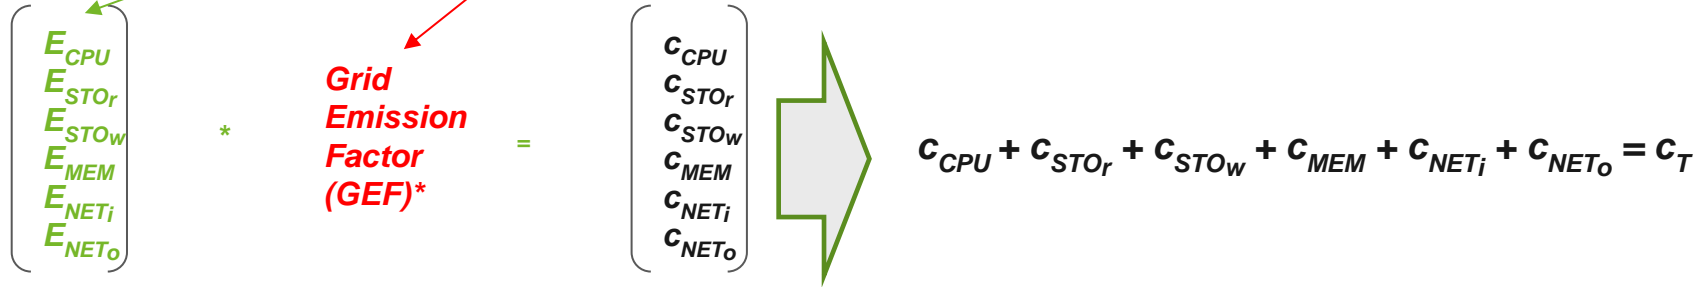 E_CPU
E_STOr
E_STOw
E_MEM
E_NETi
E_NETo
*
Grid
Emission
Factor
(GEF)*
=
c_CPU
c_STOr
c_STOw
c_MEM
c_NETi
c_NETo
c_CPU + c_STOr + c_STOw + c_MEM + c_NETi + c_NETo = c_T